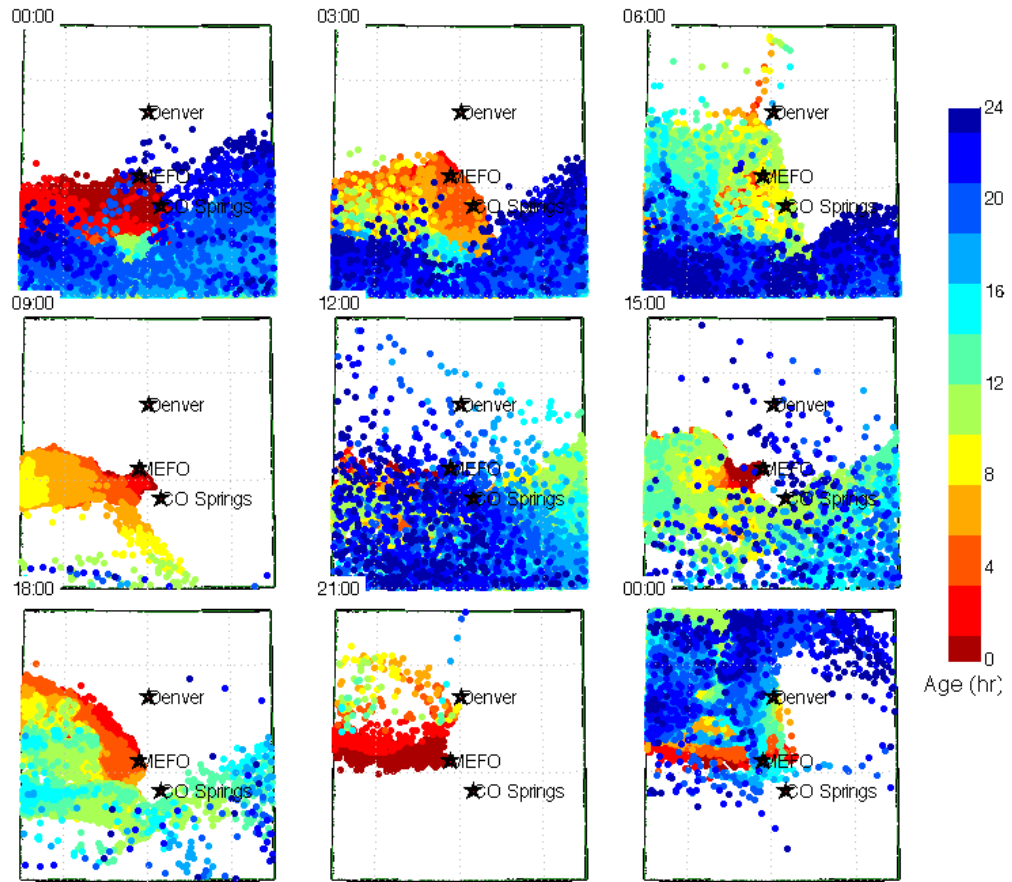 00:00
03:00
06:00
Denver
MEFO
CO Springs
Denver
MEFO
CO Springs
Denver
MEFO
CO Springs
24
20
16
12
8
4
0
Age (hr)
09:00
12:00
15:00
Denver
MEFO
CO Springs
Denver
MEFO
CO Springs
Denver
MEFO
CO Springs
18:00
21:00
00:00
Denver
MEFO
CO Springs
Denver
MEFO
CO Springs
Denver
MEFO
CO Springs